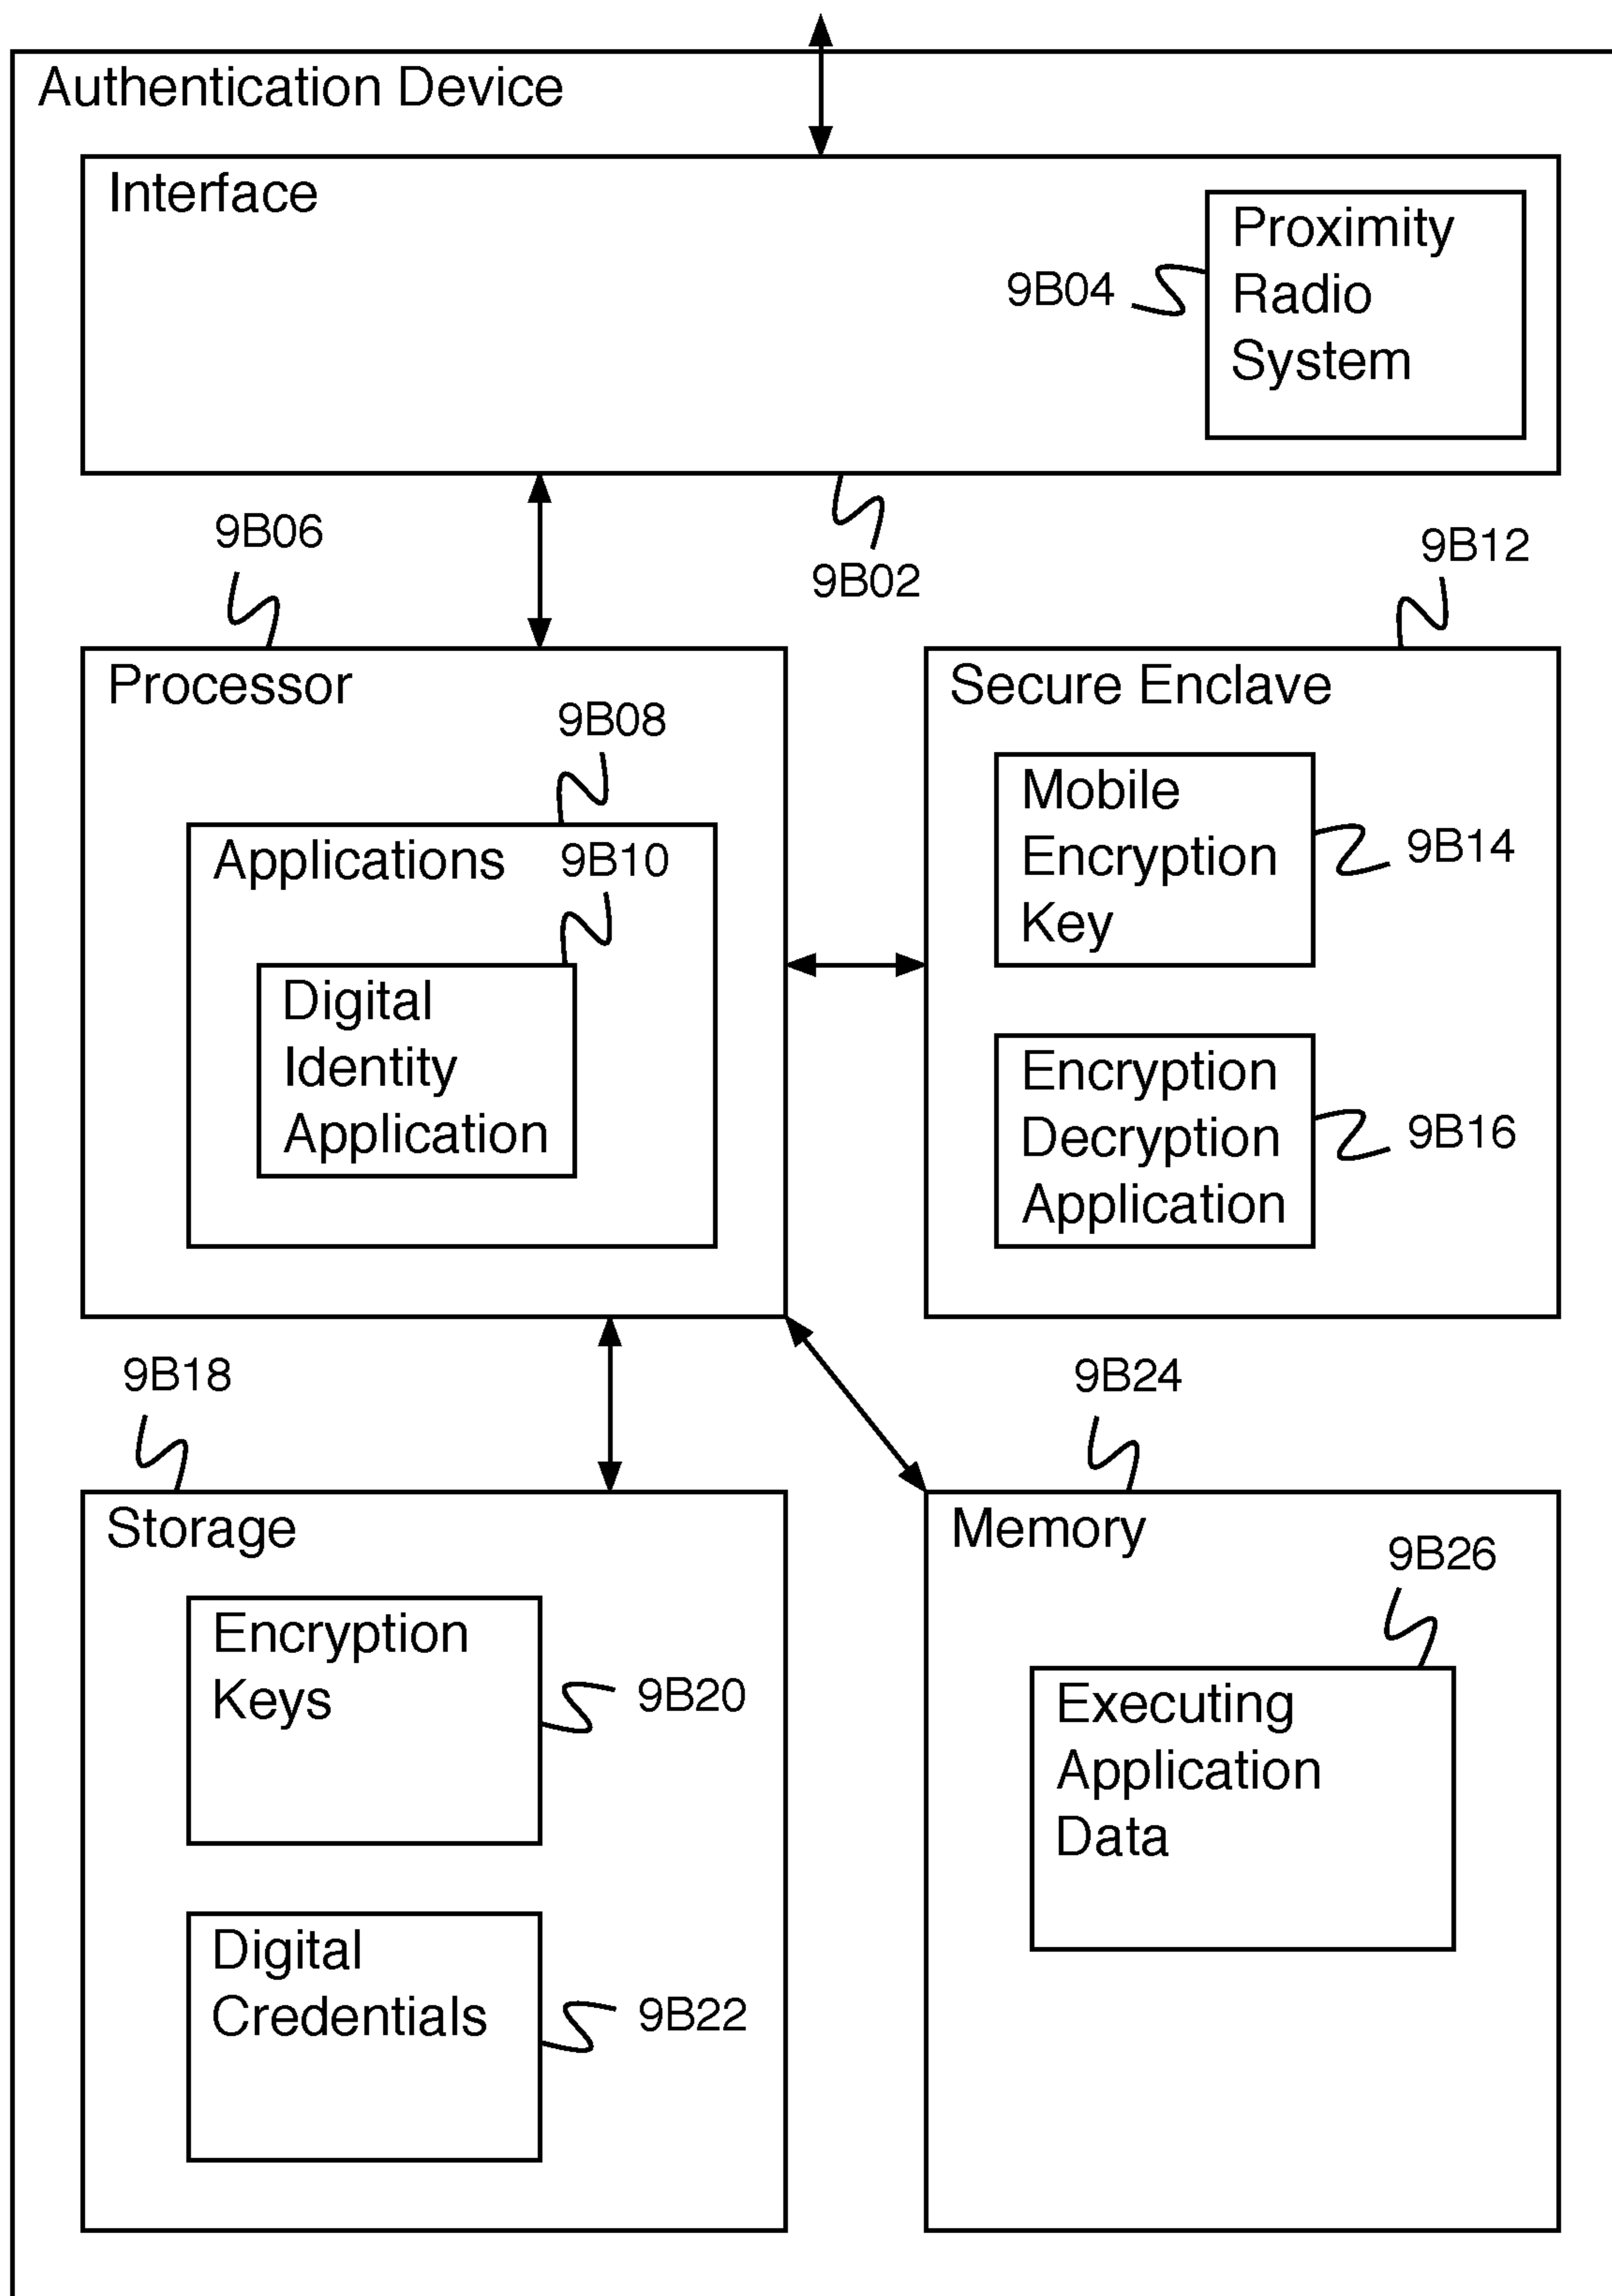 Authentication Device
Interface
Proximity
Radio
System
9B04
9B06
9B02
9B12
Processor
9B08
Applications
9B10
Digital
Identity
Application
Secure Enclave
Mobile
Encryption
Key
9B14
Encryption
Decryption
Application
9B16
9B18
9B24
Storage
Encryption
Keys
9B20
Digital
Credentials
9B22
Memory
9B26
Executing
Application
Data